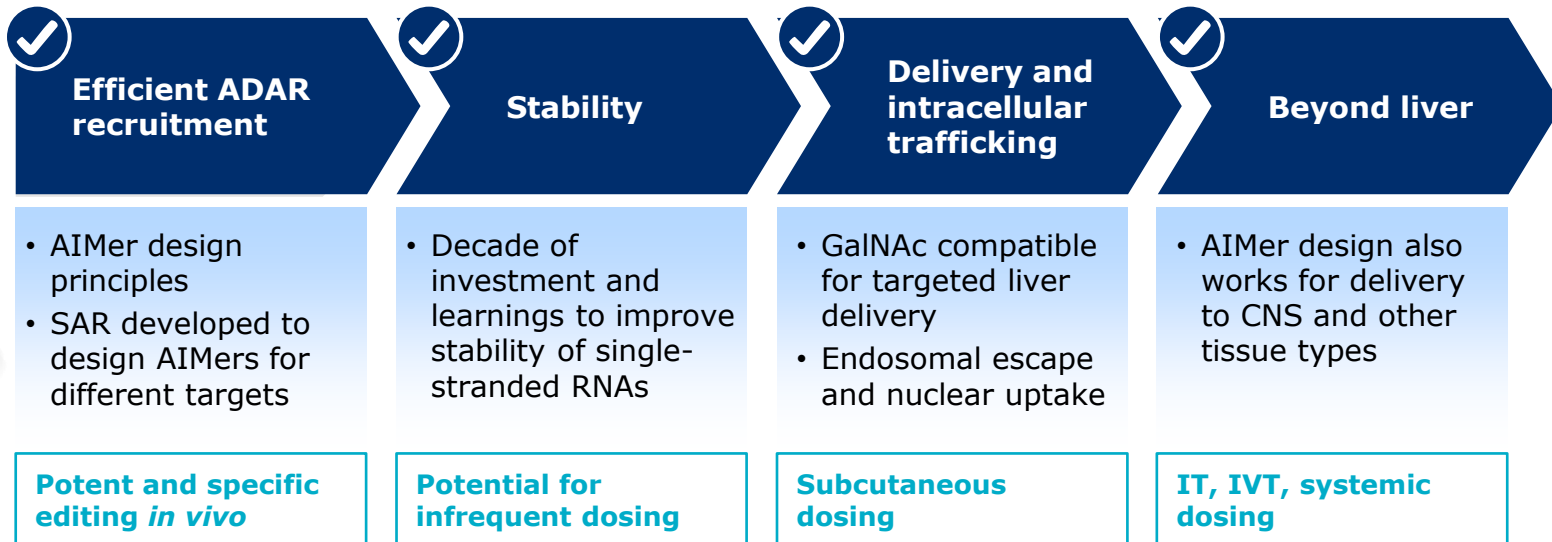 Efficient ADAR
recruitment
Stability
Delivery and
intracellular
trafficking
Beyond liver
• AIMer design
principles
• SAR developed to
design AIMers for
different targets
• Decade of
investment and
learnings to improve
stability of single-
stranded RNAs
• GalNAc compatible
for targeted liver
delivery
• Endosomal escape
and nuclear uptake
• AIMer design also
works for delivery
to CNS and other
tissue types
Potent and specific
editing in vivo
Potential for
infrequent dosing
Subcutaneous
dosing
IT, IVT, systemic
dosing